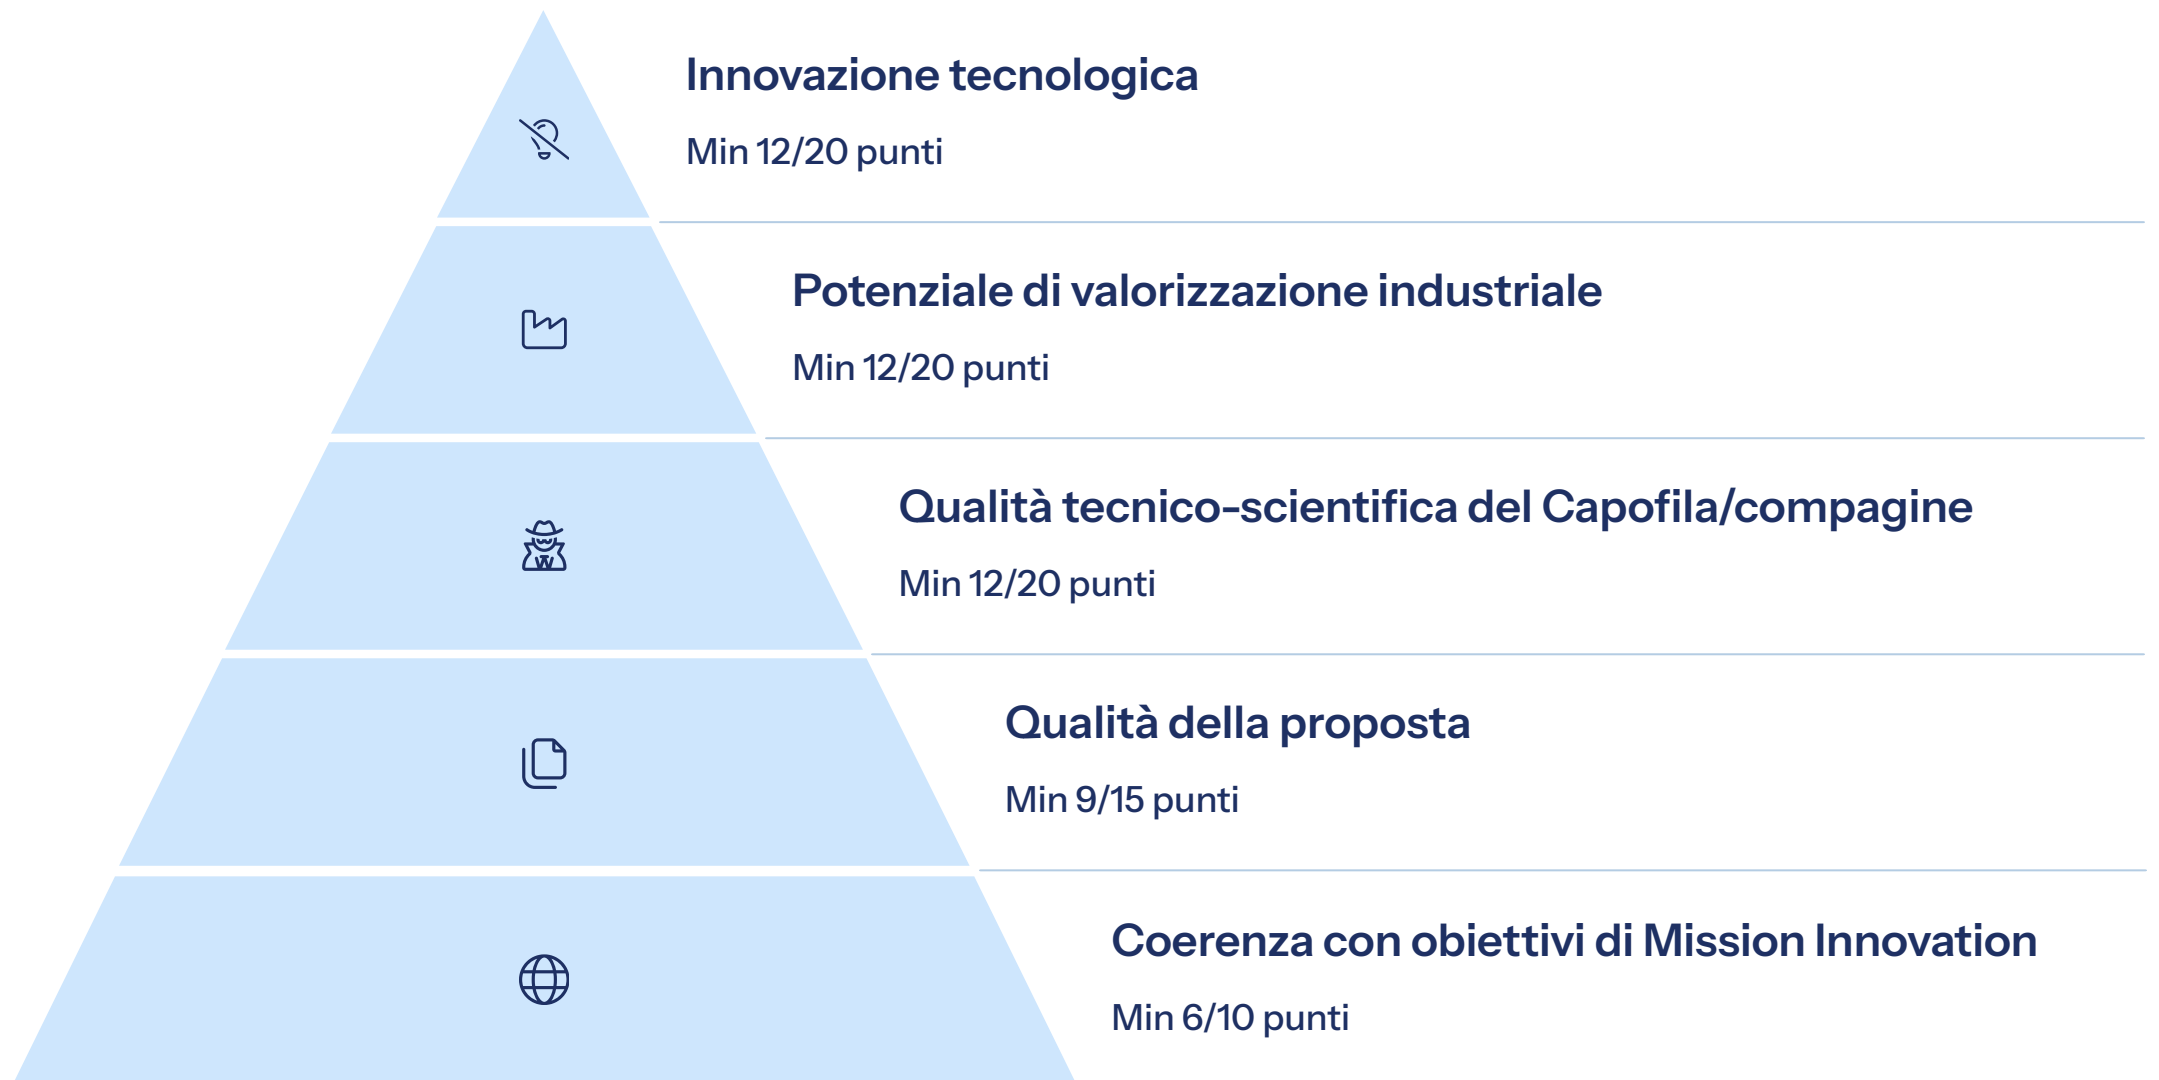 Innovazione tecnologica
Min 12/20 punti
Potenziale di valorizzazione industriale
Min 12/20 punti
Qualità tecnico-scientifica del Capofila/compagine
Min 12/20 punti
Qualità della proposta
Min 9/15 punti
Coerenza con obiettivi di Mission Innovation
Min 6/10 punti